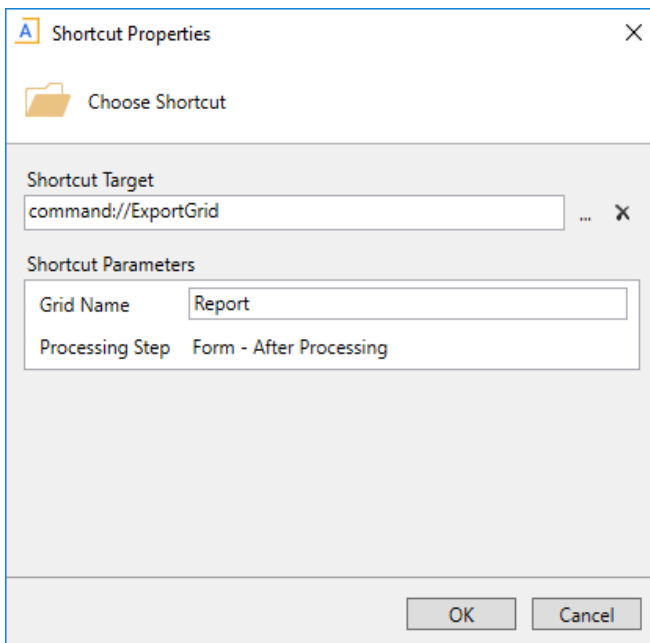 A Shortcut Properties
Choose Shortcut
Shortcut Target
command://ExportGrid
...
Shortcut Parameters
Grid Name Report
Processing Step Form - After Processing
OK Cancel